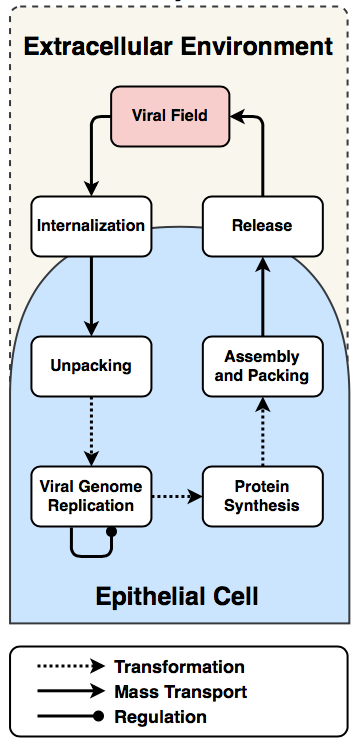 Extracellular Environment
Viral Field
Internalization
Release
Unpacking
Assembly
and Packing
Viral Genome
Replication
Protein
Synthesis
Epithelial Cell
Transformation
Mass Transport
Regulation